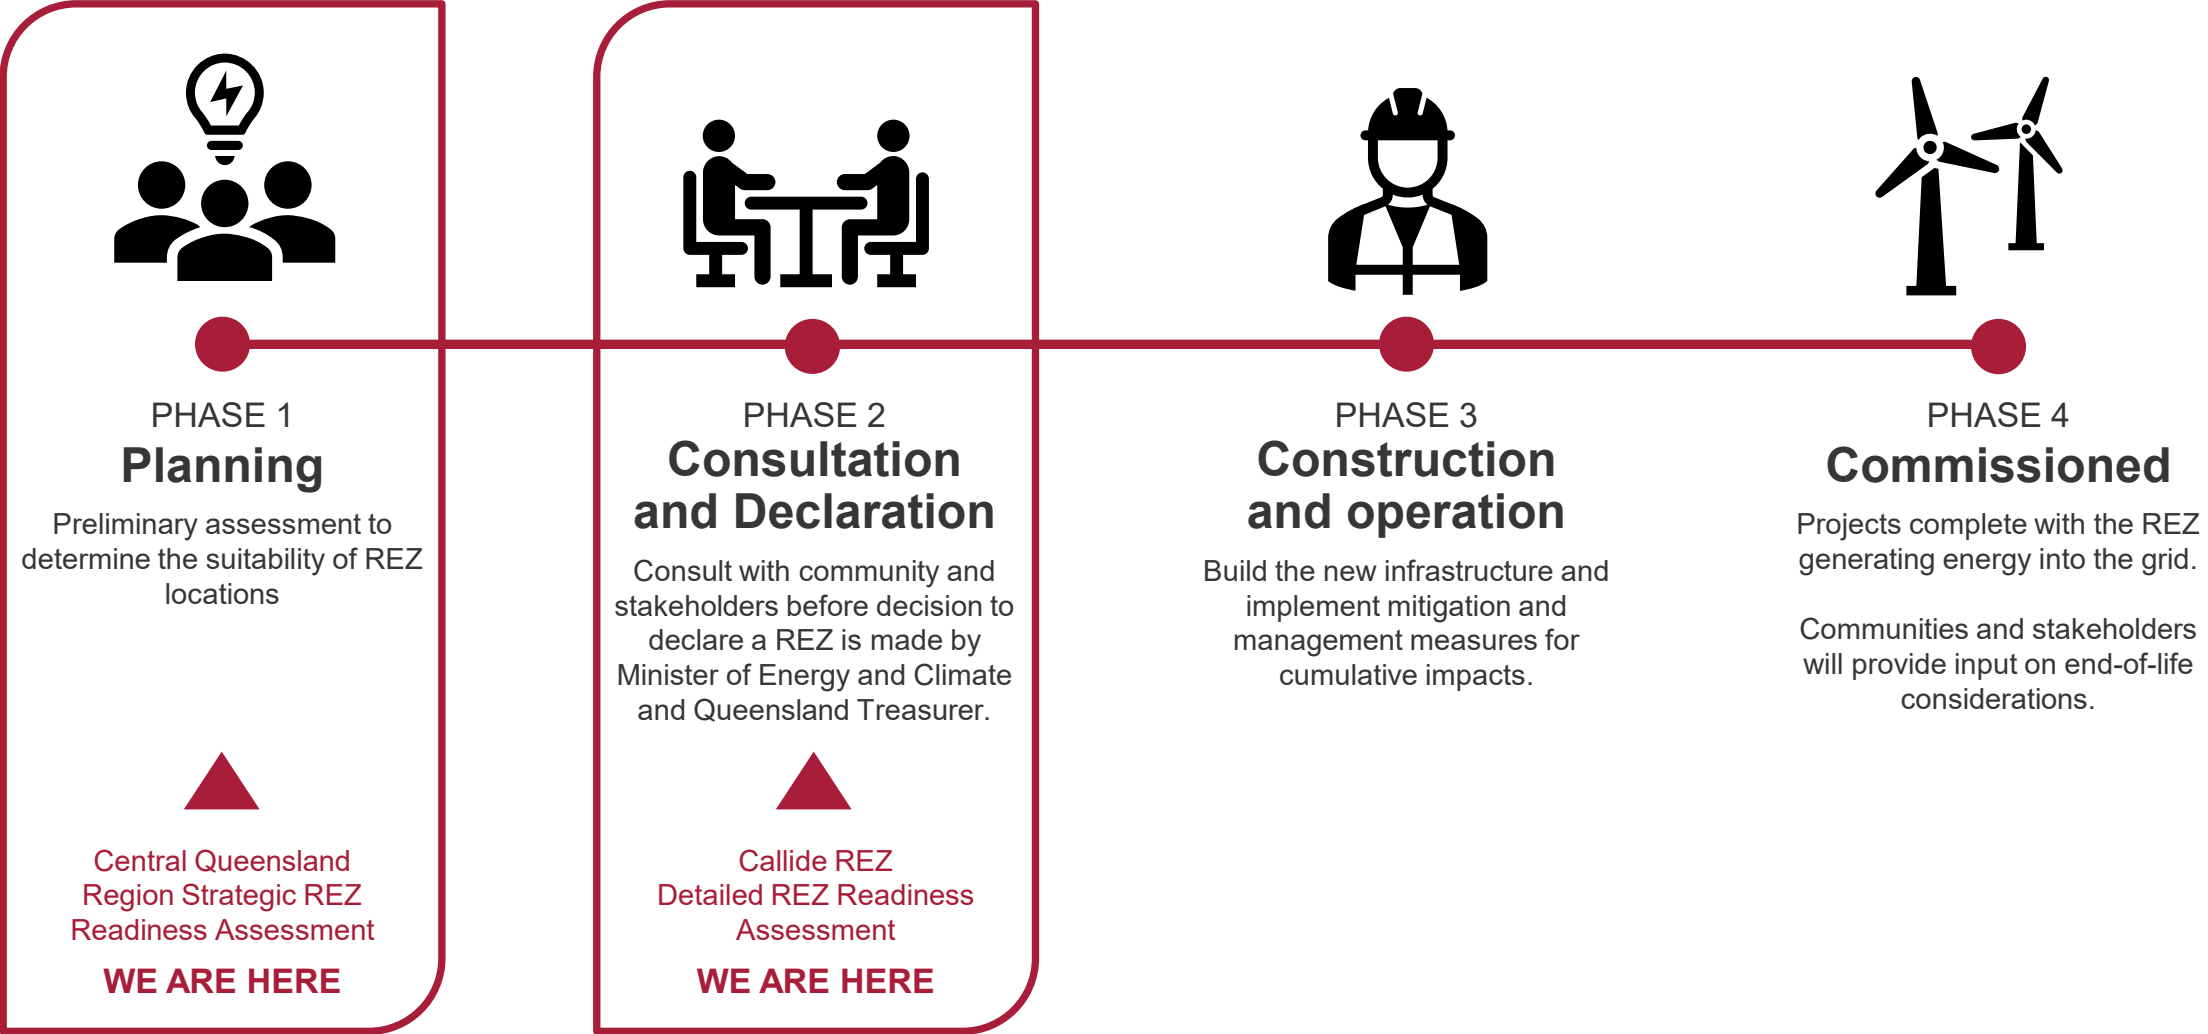 PHASE 1
Planning
Preliminary assessment to
determine the suitability of REZ
locations
Central Queensland
Region Strategic REZ
Readiness Assessment
WE ARE HERE
PHASE 2
Consultation
and Declaration
Consult with community and
stakeholders before decision to
declare a REZ is made by
Minister of Energy and Climate
and Queensland Treasurer.
Callide REZ
Detailed REZ Readiness
Assessment
WE ARE HERE
PHASE 3
Construction
and operation
Build the new infrastructure and
implement mitigation and
management measures for
cumulative impacts.
PHASE 4
Commissioned
Projects complete with the REZ
generating energy into the grid.
Communities and stakeholders
will provide input on end-of-life
considerations.